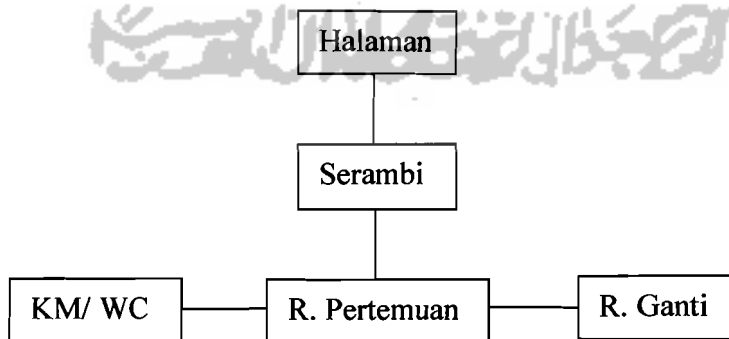 Halaman
Serambi
KM/ WC
R. Pertemuan
R. Ganti